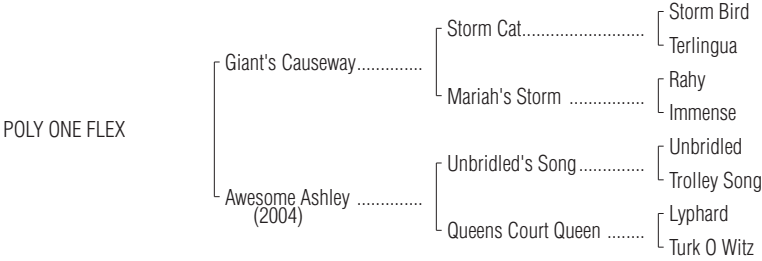 Storm Bird
Storm Cat........................
Terlingua
Giant's Causeway..............
Rahy
Mariah's Storm ...............
Immense
POLY ONE FLEX
Unbridled
Unbridled's Song.............
Trolley Song
Awesome Ashley ..............
(2004)
Lyphard
Queens Court Queen ........
Turk O Witz